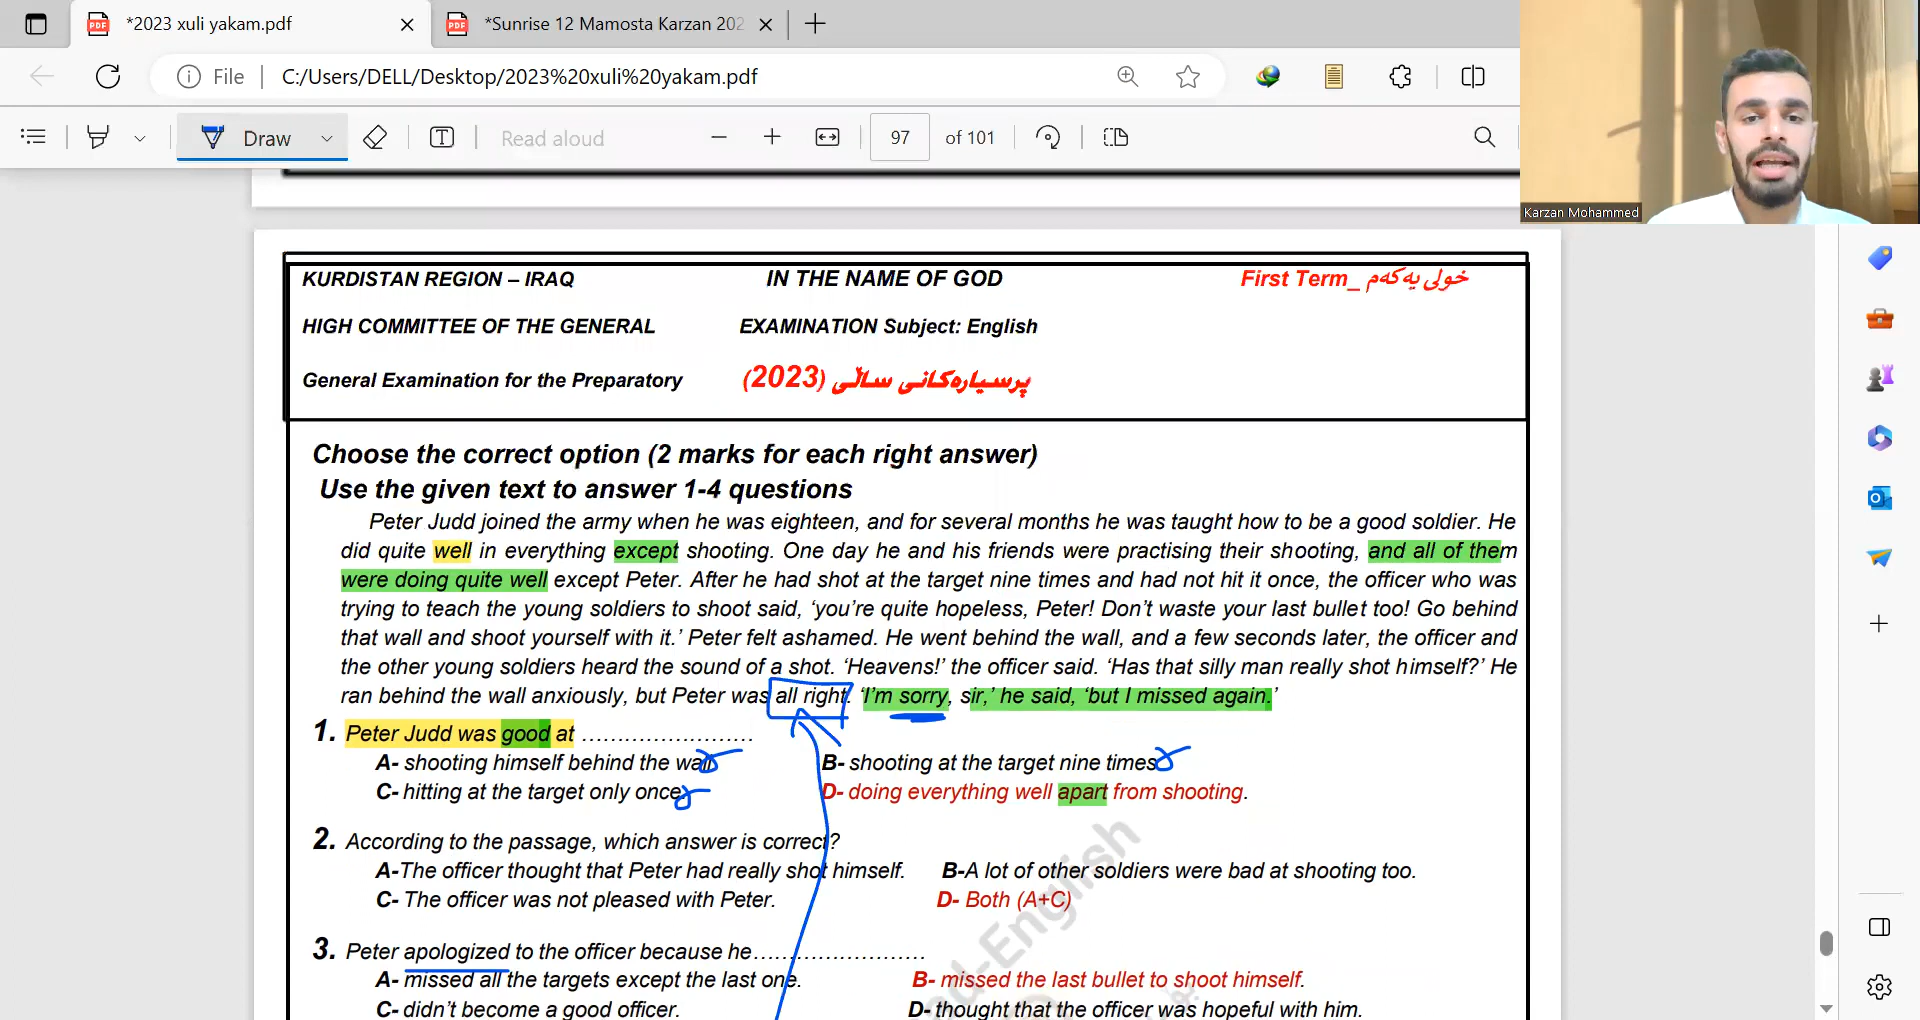 *2023 xuli yakam.pdf
*Sunrise 12 Mamosta Karzan 202
File
C:/Users/DELL/Desktop/2023%20xuli%20yakam.pdf
Draw
Read aloud
97 of 101
Karzan Mohammed
KURDISTAN REGION – IRAQ IN THE NAME OF GOD First Term_ خولی یەکەم
HIGH COMMITTEE OF THE GENERAL EXAMINATION Subject: English
General Examination for the Preparatory پرسیارەکانی ساڵی (2023)
Choose the correct option (2 marks for each right answer)
Use the given text to answer 1-4 questions
Peter Judd joined the army when he was eighteen, and for several months he was taught how to be a good soldier. He
did quite well in everything except shooting. One day he and his friends were practising their shooting, and all of them
were doing quite well except Peter. After he had shot at the target nine times and had not hit it once, the officer who was
trying to teach the young soldiers to shoot said, ‘you’re quite hopeless, Peter! Don’t waste your last bullet too! Go behind
that wall and shoot yourself with it.’ Peter felt ashamed. He went behind the wall, and a few seconds later, the officer and
the other young soldiers heard the sound of a shot. ‘Heavens!’ the officer said. ‘Has that silly man really shot himself?’ He
ran behind the wall anxiously, but Peter was all right. ‘I’m sorry, sir,’ he said, ‘but I missed again.’
1. Peter Judd was good at ……………………
A- shooting himself behind the wall B- shooting at the target nine times
C- hitting at the target only once. D- doing everything well apart from shooting.
2. According to the passage, which answer is correct?
A-The officer thought that Peter had really shot himself. B-A lot of other soldiers were bad at shooting too.
C- The officer was not pleased with Peter. D- Both (A+C)
3. Peter apologized to the officer because he……………………
A- missed all the targets except the last one. B- missed the last bullet to shoot himself.
C- didn’t become a good officer. D- thought that the officer was hopeful with him.